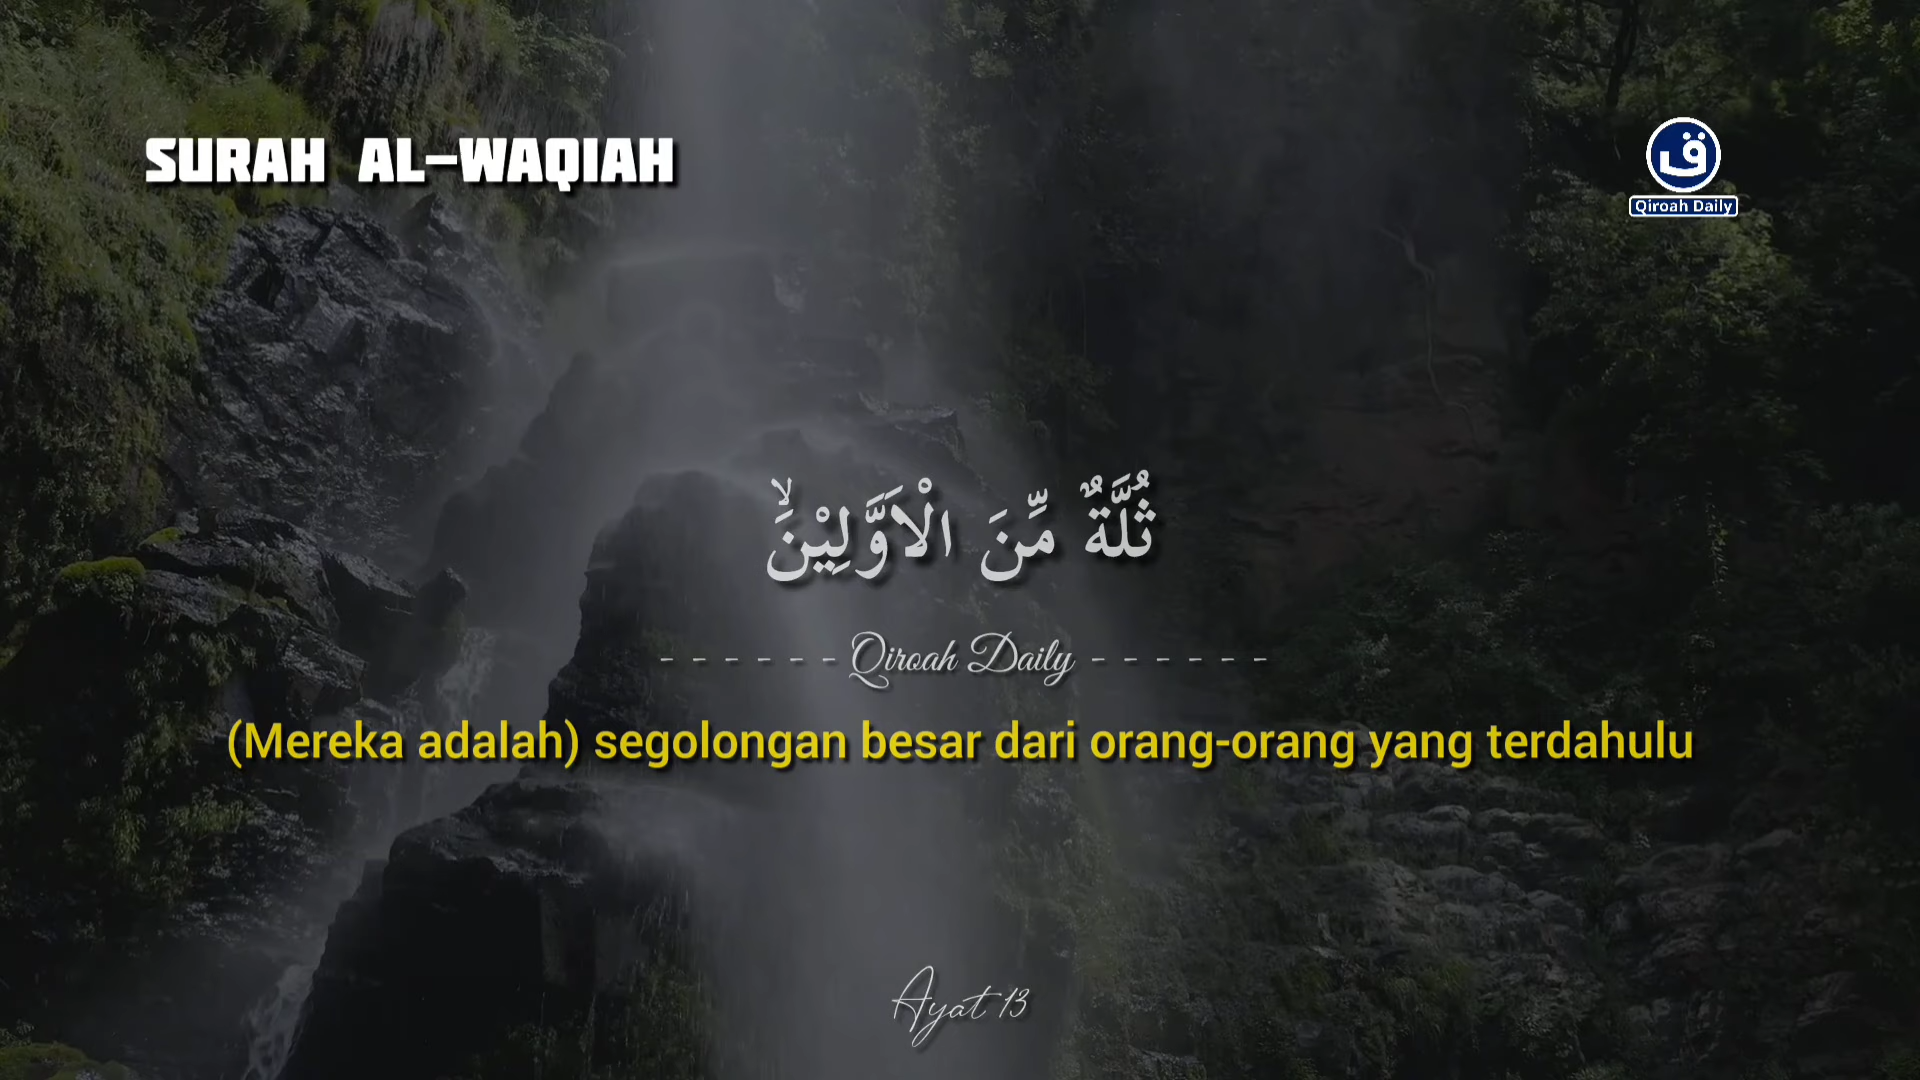 SURAH AL-WAQIAH
ق
Qiroah Daily
ثُلَّةٌ مِّنَ الْاَوَّلِيْنَۙ
- - - - - - Qiroah Daily - - - - - -
(Mereka adalah) segolongan besar dari orang-orang yang terdahulu
Ayat 13